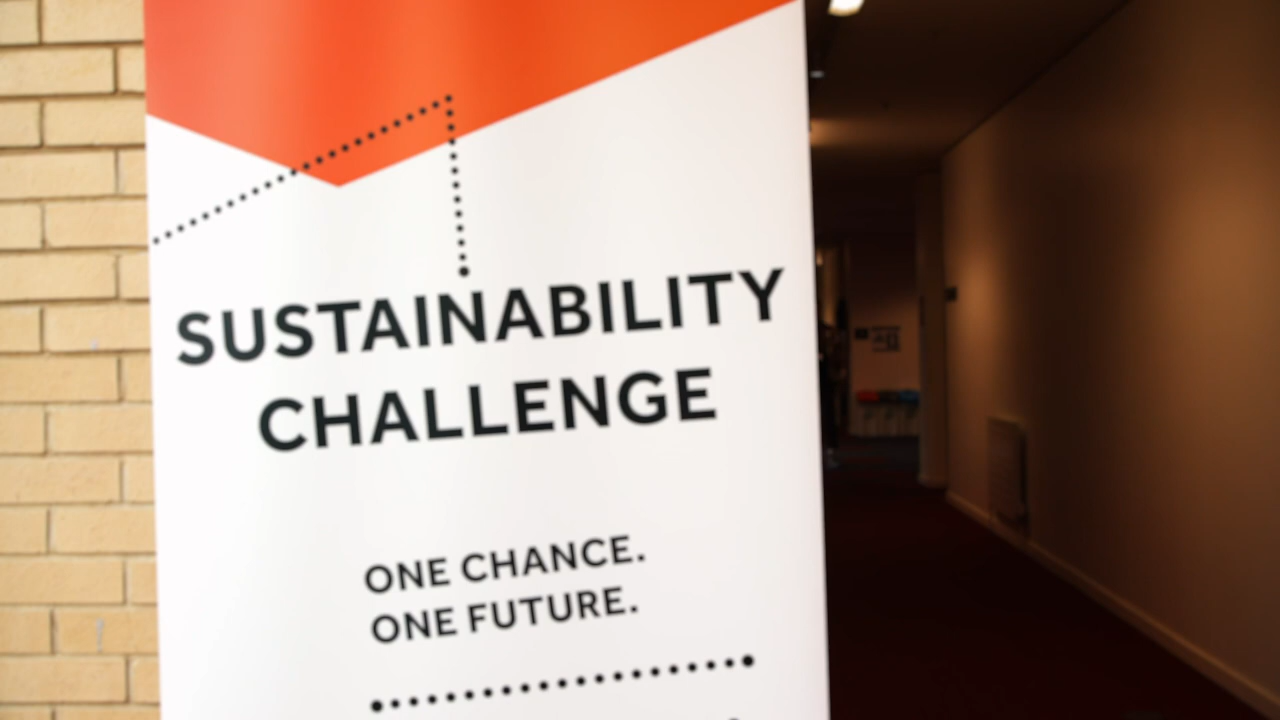 SUSTAINABILITY
CHALLENGE
ONE CHANCE.
ONE FUTURE.